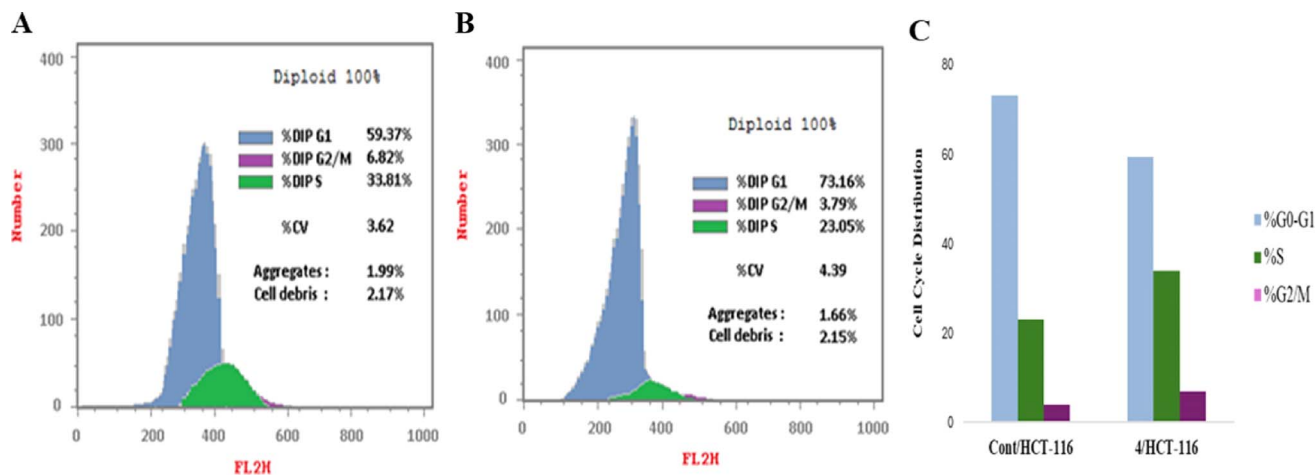 A
400
300
200
100
0
Number
Diploid 100%
%DIP G1 59.37%
%DIP G2/M 6.82%
%DIP S 33.81%
%CV 3.62
Aggregates : 1.99%
Cell debris : 2.17%
0 200 400 600 800 1000
FL2H
B
400
300
200
100
0
Number
Diploid 100%
%DIP G1 73.16%
%DIP G2/M 3.79%
%DIP S 23.05%
%CV 4.39
Aggregates : 1.66%
Cell debris : 2.15%
0 200 400 600 800 1000
FL2H
C
80
60
40
20
0
Cell Cycle Distribution
Cont/HCT-116 4/HCT-116
%G0-G1
%S
%G2/M